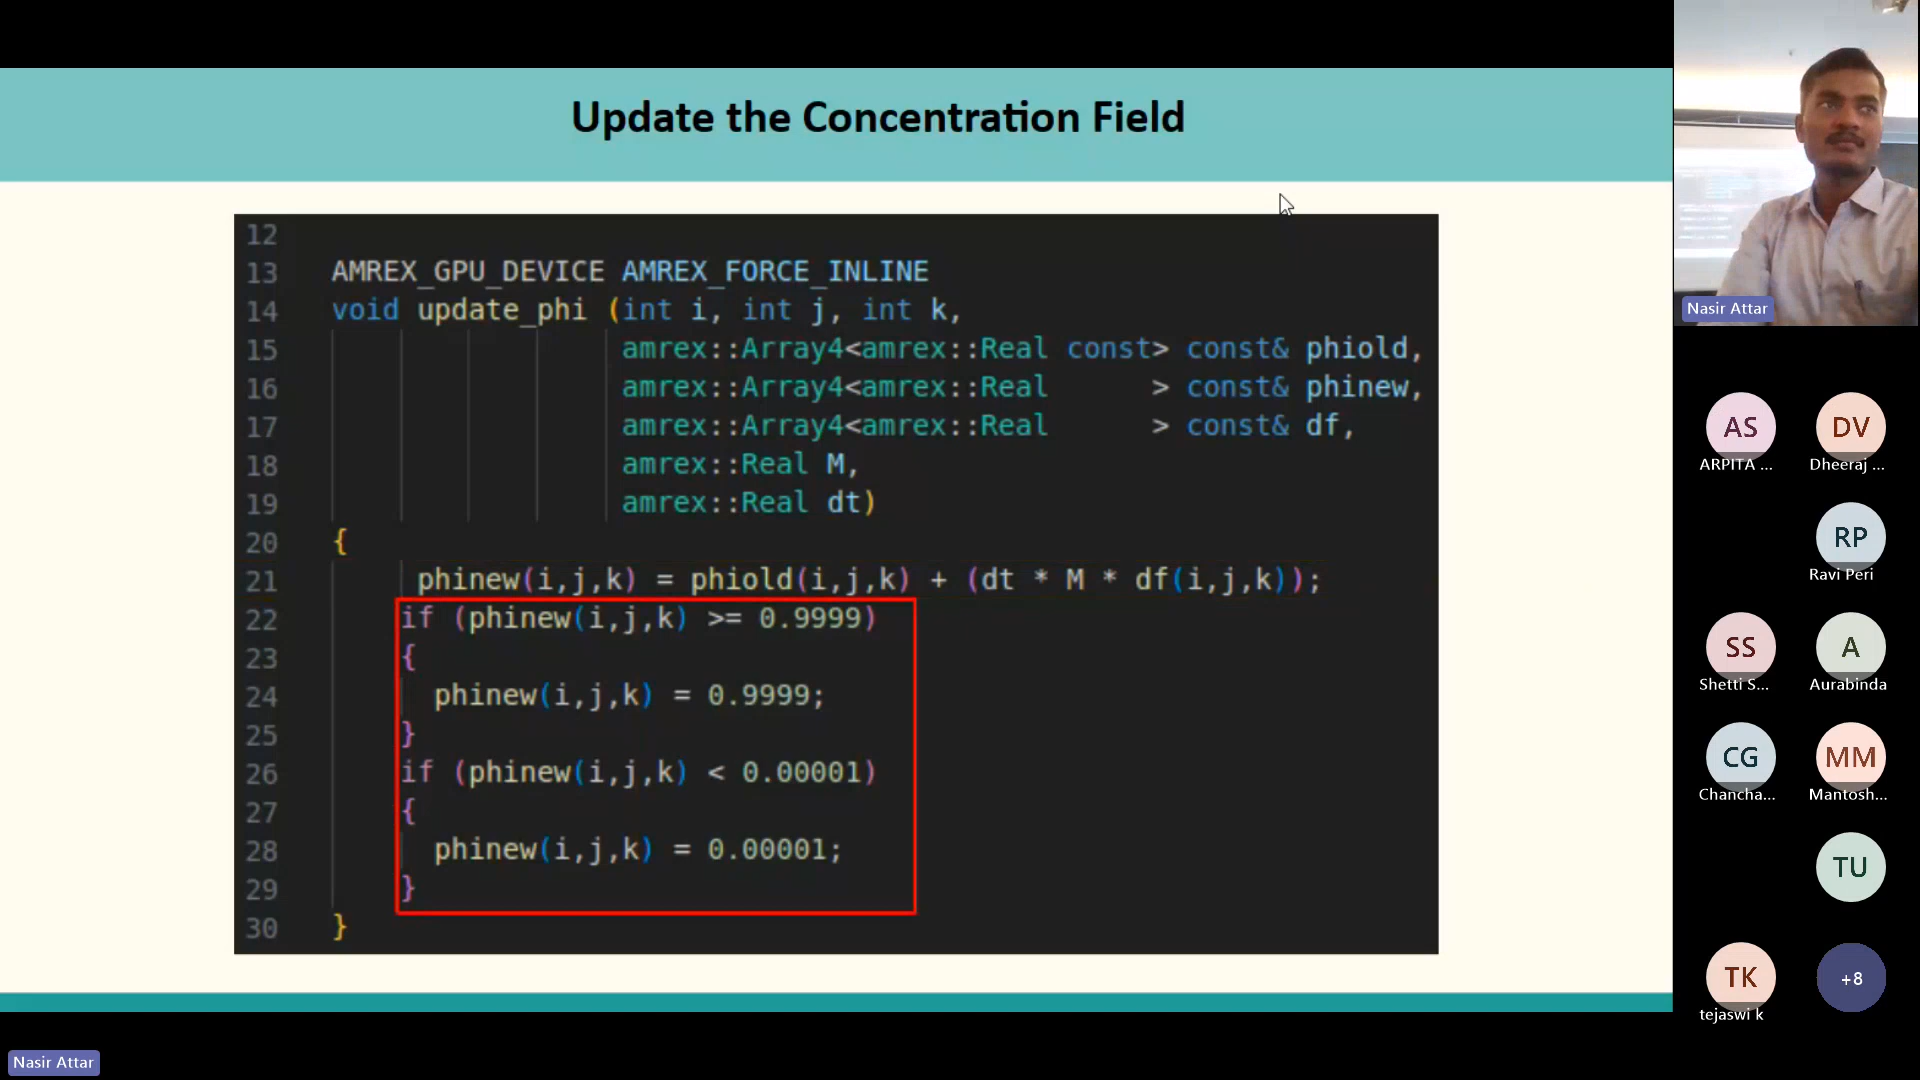 Update the Concentration Field
12
13 AMREX_GPU_DEVICE AMREX_FORCE_INLINE
14 void update_phi (int i, int j, int k,
15 amrex::Array4<amrex::Real const> const& phiold,
16 amrex::Array4<amrex::Real > const& phinew,
17 amrex::Array4<amrex::Real > const& df,
18 amrex::Real M,
19 amrex::Real dt)
20 {
21 phinew(i,j,k) = phiold(i,j,k) + (dt * M * df(i,j,k));
22 if (phinew(i,j,k) >= 0.9999)
23 {
24 phinew(i,j,k) = 0.9999;
25 }
26 if (phinew(i,j,k) < 0.00001)
27 {
28 phinew(i,j,k) = 0.00001;
29 }
30 }
Nasir Attar
AS
ARPITA ...
DV
Dheeraj ...
RP
Ravi Peri
SS
Shetti S...
A
Aurabinda
CG
Chancha...
MM
Mantosh...
TU
TK
tejaswi k
+8
Nasir Attar